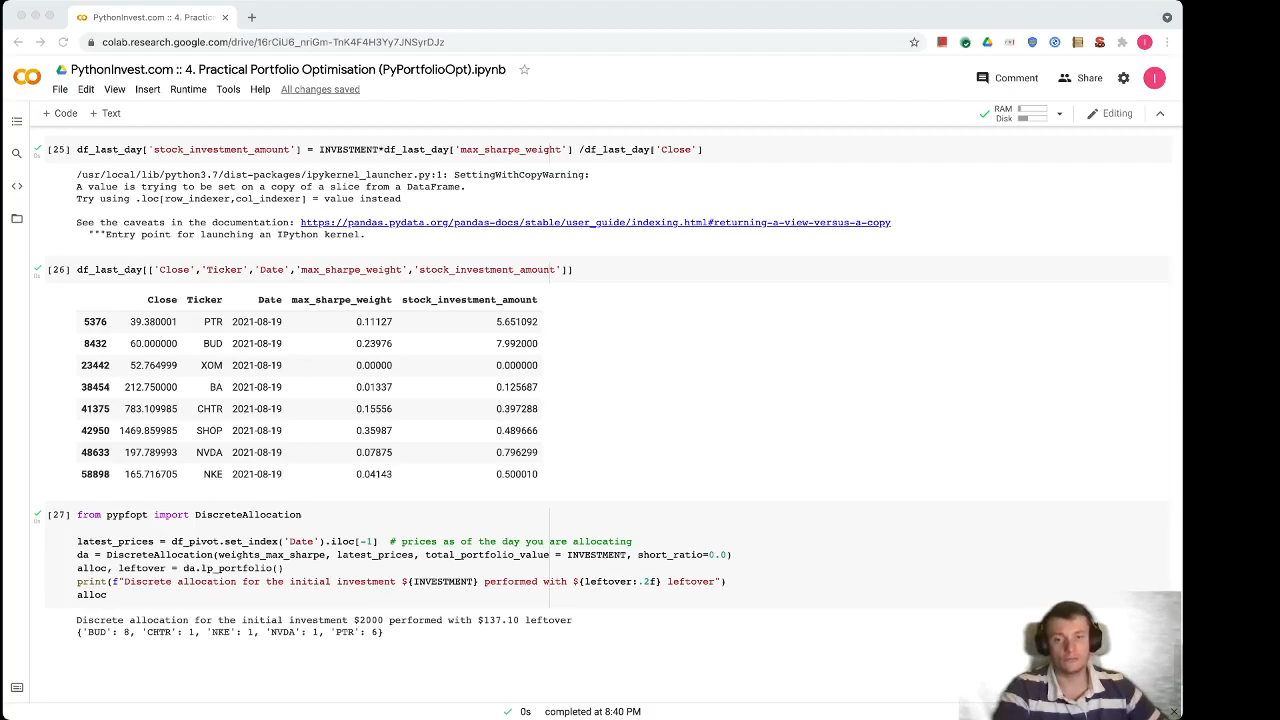 PythonInvest.com :: 4. Practic
colab.research.google.com/drive/16rCiU6_nriGm-TnK4F4H3Yy7JNSyrDJz
PythonInvest.com :: 4. Practical Portfolio Optimisation (PyPortfolioOpt).ipynb
Comment
Share
I
File Edit View Insert Runtime Tools Help All changes saved
+ Code + Text
RAM
Disk
Editing
[25] df_last_day['stock_investment_amount'] = INVESTMENT*df_last_day['max_sharpe_weight'] /df_last_day['Close']
0s
/usr/local/lib/python3.7/dist-packages/ipykernel_launcher.py:1: SettingWithCopyWarning:
A value is trying to be set on a copy of a slice from a DataFrame.
Try using .loc[row_indexer,col_indexer] = value instead
See the caveats in the documentation: https://pandas.pydata.org/pandas-docs/stable/user_guide/indexing.html#returning-a-view-versus-a-copy
"""Entry point for launching an IPython kernel.
[26] df_last_day[['Close','Ticker','Date','max_sharpe_weight','stock_investment_amount']]
0s
Close Ticker Date max_sharpe_weight stock_investment_amount
5376 39.380001 PTR 2021-08-19 0.11127 5.651092
8432 60.000000 BUD 2021-08-19 0.23976 7.992000
23442 52.764999 XOM 2021-08-19 0.00000 0.000000
38454 212.750000 BA 2021-08-19 0.01337 0.125687
41375 783.109985 CHTR 2021-08-19 0.15556 0.397288
42950 1469.859985 SHOP 2021-08-19 0.35987 0.489666
48633 197.789993 NVDA 2021-08-19 0.07875 0.796299
58898 165.716705 NKE 2021-08-19 0.04143 0.500010
[27] from pypfopt import DiscreteAllocation
0s
latest_prices = df_pivot.set_index('Date').iloc[-1] # prices as of the day you are allocating
da = DiscreteAllocation(weights_max_sharpe, latest_prices, total_portfolio_value = INVESTMENT, short_ratio=0.0)
alloc, leftover = da.lp_portfolio()
print(f"Discrete allocation for the initial investment ${INVESTMENT} performed with ${leftover:.2f} leftover")
alloc
Discrete allocation for the initial investment $2000 performed with $137.10 leftover
{'BUD': 8, 'CHTR': 1, 'NKE': 1, 'NVDA': 1, 'PTR': 6}
0s completed at 8:40 PM